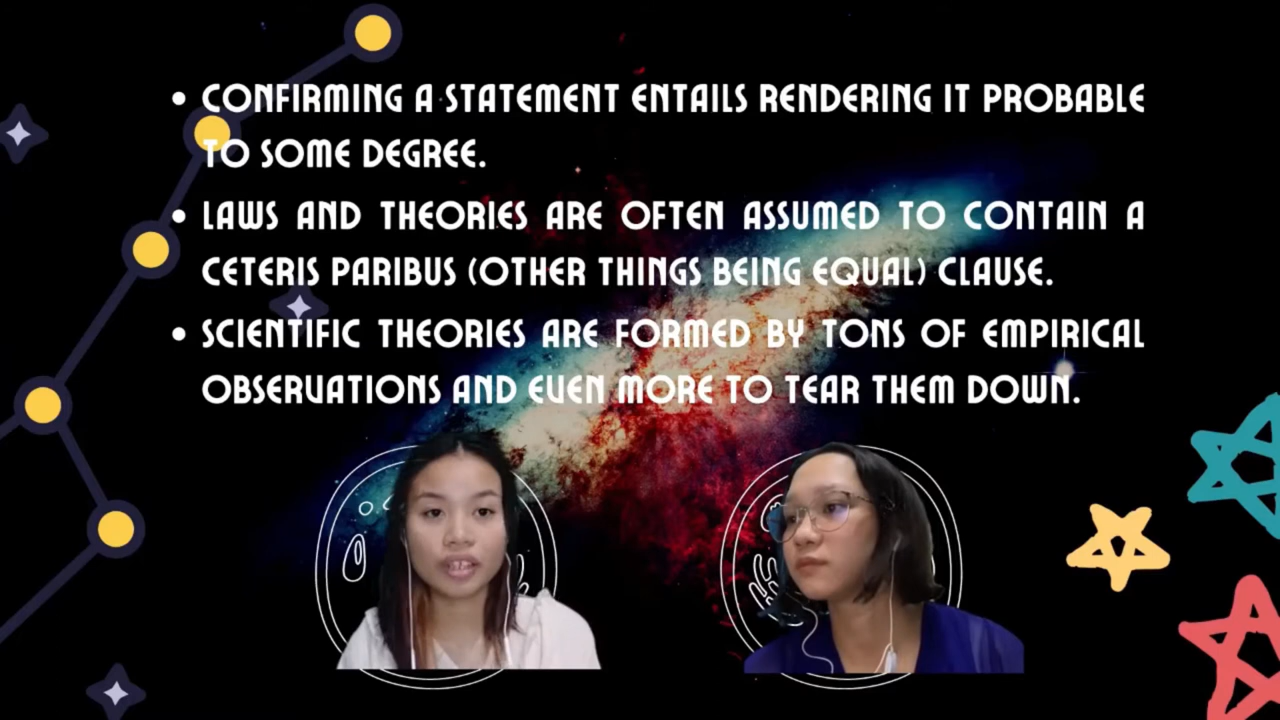 • CONFIRMING A STATEMENT ENTAILS RENDERING IT PROBABLE
TO SOME DEGREE.
• LAWS AND THEORIES ARE OFTEN ASSUMED TO CONTAIN A
CETERIS PARIBUS (OTHER THINGS BEING EQUAL) CLAUSE.
• SCIENTIFIC THEORIES ARE FORMED BY TONS OF EMPIRICAL
OBSERVATIONS AND EVEN MORE TO TEAR THEM DOWN.